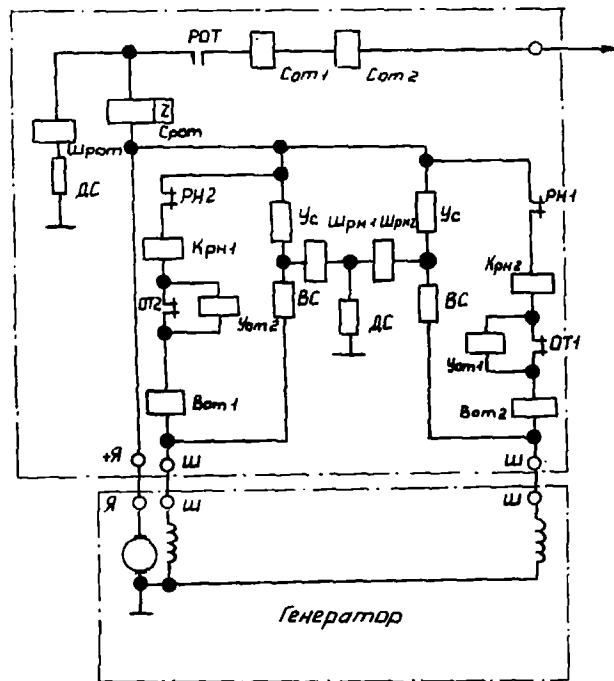 РОТ
Сот1
Сот2
Z
Срот
Шрот
ДС
РН2
Ус
Шрн1
Шрн2
Ус
РН1
Крн1
Крн2
ВС
ДС
ВС
ОТ2
Уот2
Уот1
ОТ1
Вот1
Вот2
+Я
Ш
Ш
Я
Ш
Ш
Генератор